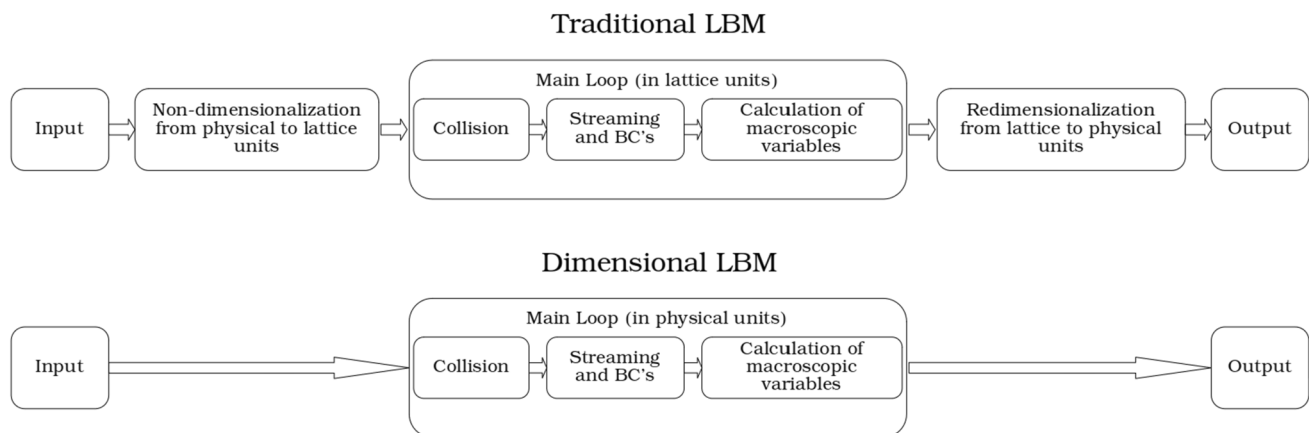 Traditional LBM
Main Loop (in lattice units)
Input
Non-dimensionalization
from physical to lattice
units
Collision
Streaming
and BC's
Calculation of
macroscopic
variables
Redimensionalization
from lattice to physical
units
Output
Dimensional LBM
Main Loop (in physical units)
Input
Collision
Streaming
and BC's
Calculation of
macroscopic
variables
Output